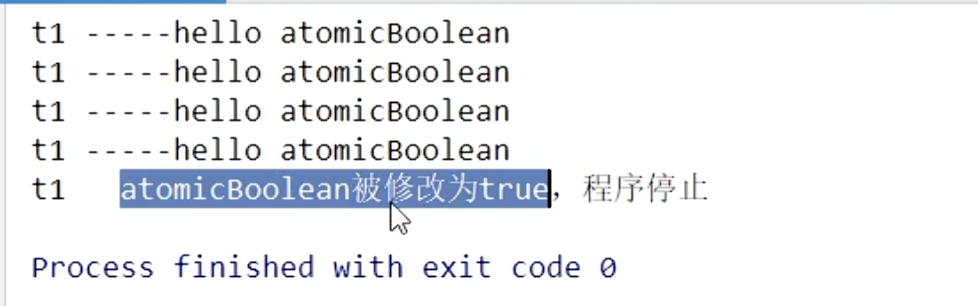 t1 -----hello atomicBoolean
t1 -----hello atomicBoolean
t1 -----hello atomicBoolean
t1 -----hello atomicBoolean
t1   atomicBoolean被修改为true，程序停止
Process finished with exit code 0